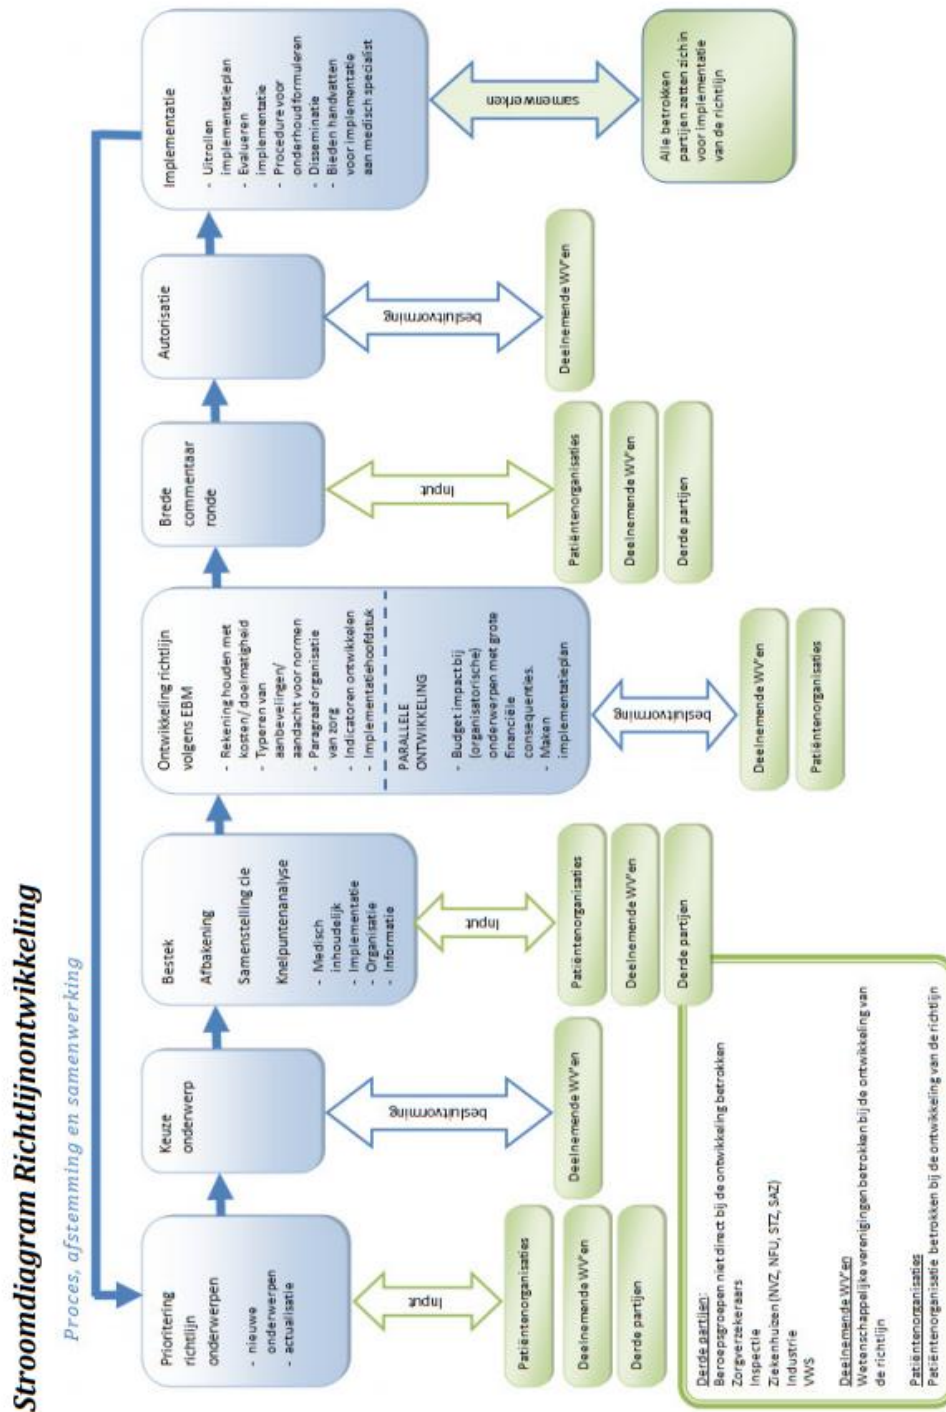 Stroomdiagram Richtlijnontwikkeling
Proces, afstemming en samenwerking
Prioritering
richtlijn
onderwerpen
- nieuwe
onderwerpen
- actualisatie
Input
Patiëntenorganisaties
Deelnemende WV'en
Derde partijen
Keuze
onderwerp
besluitvorming
Deelnemende WV'en
Bestek
Afbakening
Samenstelling cie
Knelpuntenanalyse
- Medisch
inhoudelijk
- Implementatie
- Organisatie
- Informatie
Input
Patiëntenorganisaties
Deelnemende WV'en
Derde partijen
Ontwikkeling richtlijn
volgens EBM
- Rekening houden met
kosten/ doelmatigheid
- Typeren van
aanbevelingen/
aandacht voor normen
- Paragraaf organisatie
van zorg
- Indicatoren ontwikkelen
- Implementatiehoofdstuk
PARALLELE
ONTWIKKELING
- Budget impact bij
(organisatorische)
onderwerpen met grote
financiële
consequenties.
- Maken
implementatieplan
besluitvorming
Deelnemende WV'en
Patiëntenorganisaties
Brede
commentaar
ronde
Input
Patiëntenorganisaties
Deelnemende WV'en
Derde partijen
Autorisatie
besluitvorming
Deelnemende WV'en
Implementatie
- Uitrollen
implementatieplan
- Evalueren
implementatie
- Procedure voor
onderhoud formuleren
- Disseminatie
- Bieden handvatten
voor implementatie
aan medisch specialist
samenwerken
Alle betrokken
partijen zetten zich in
voor implementatie
van de richtlijn
Derde partijen:
Beroepsgroepen niet direct bij de ontwikkeling betrokken
Zorgverzekeraars
Inspectie
Ziekenhuizen (NVZ, NFU, STZ, SAZ)
Industrie
VWS
Deelnemende WV'en
Wetenschappelijke verenigingen betrokken bij de ontwikkeling van
de richtlijn
Patiëntenorganisaties
Patiëntenorganisatie betrokken bij de ontwikkeling van de richtlijn